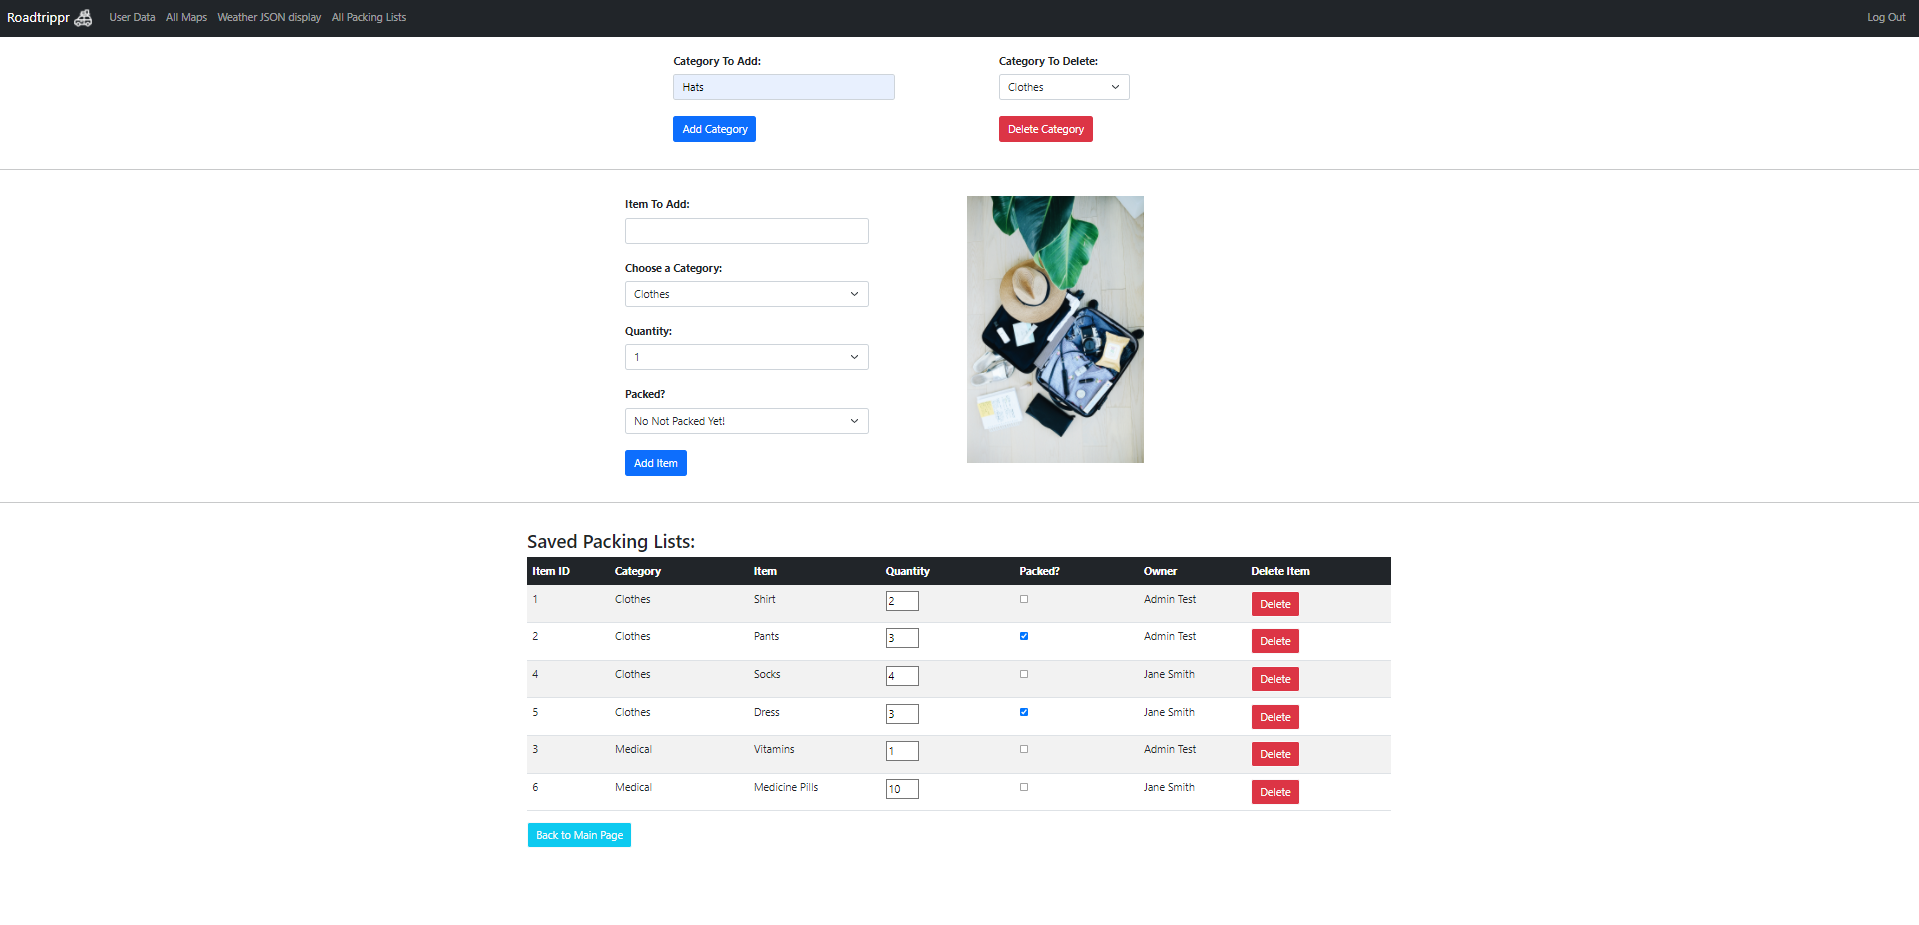 Roadtrippr User Data All Maps Weather JSON display All Packing Lists Log Out
Category To Add: Category To Delete:
Hats Clothes
Add Category Delete Category
Item To Add:
Choose a Category:
Clothes
Quantity:
1
Packed?
No Not Packed Yet!
Add Item
Saved Packing Lists:
Item ID Category Item Quantity Packed? Owner Delete Item
1 Clothes Shirt 2 Admin Test Delete
2 Clothes Pants 3 Admin Test Delete
4 Clothes Socks 4 Jane Smith Delete
5 Clothes Dress 3 Jane Smith Delete
3 Medical Vitamins 1 Admin Test Delete
6 Medical Medicine Pills 10 Jane Smith Delete
Back to Main Page